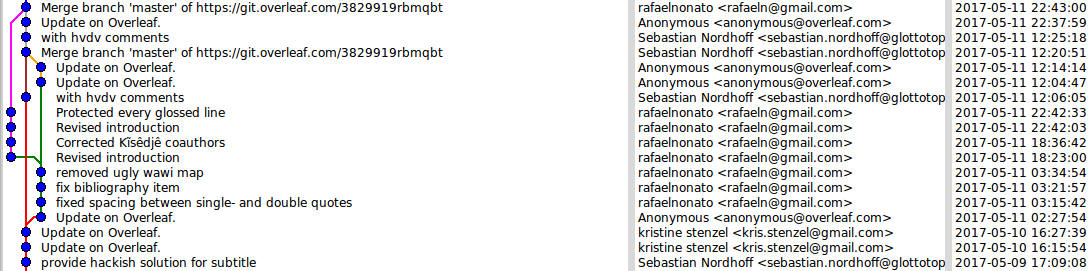 Merge branch 'master' of https://git.overleaf.com/3829919rbmqbt rafaelnonato <rafaeln@gmail.com> 2017-05-11 22:43:00
Update on Overleaf. Anonymous <anonymous@overleaf.com> 2017-05-11 22:37:59
with hvdv comments Sebastian Nordhoff <sebastian.nordhoff@glottotop 2017-05-11 12:25:18
Merge branch 'master' of https://git.overleaf.com/3829919rbmqbt Sebastian Nordhoff <sebastian.nordhoff@glottotop 2017-05-11 12:20:51
Update on Overleaf. Anonymous <anonymous@overleaf.com> 2017-05-11 12:14:14
Update on Overleaf. Anonymous <anonymous@overleaf.com> 2017-05-11 12:04:47
with hvdv comments Sebastian Nordhoff <sebastian.nordhoff@glottotop 2017-05-11 12:06:05
Protected every glossed line rafaelnonato <rafaeln@gmail.com> 2017-05-11 22:42:33
Revised introduction rafaelnonato <rafaeln@gmail.com> 2017-05-11 22:42:03
Corrected Kĩsêdjê coauthors rafaelnonato <rafaeln@gmail.com> 2017-05-11 18:36:42
Revised introduction rafaelnonato <rafaeln@gmail.com> 2017-05-11 18:23:00
removed ugly wawi map rafaelnonato <rafaeln@gmail.com> 2017-05-11 03:34:54
fix bibliography item rafaelnonato <rafaeln@gmail.com> 2017-05-11 03:21:57
fixed spacing between single- and double quotes rafaelnonato <rafaeln@gmail.com> 2017-05-11 03:15:42
Update on Overleaf. Anonymous <anonymous@overleaf.com> 2017-05-11 02:27:54
Update on Overleaf. kristine stenzel <kris.stenzel@gmail.com> 2017-05-10 16:27:39
Update on Overleaf. kristine stenzel <kris.stenzel@gmail.com> 2017-05-10 16:15:54
provide hackish solution for subtitle Sebastian Nordhoff <sebastian.nordhoff@glottotop 2017-05-09 17:09:08